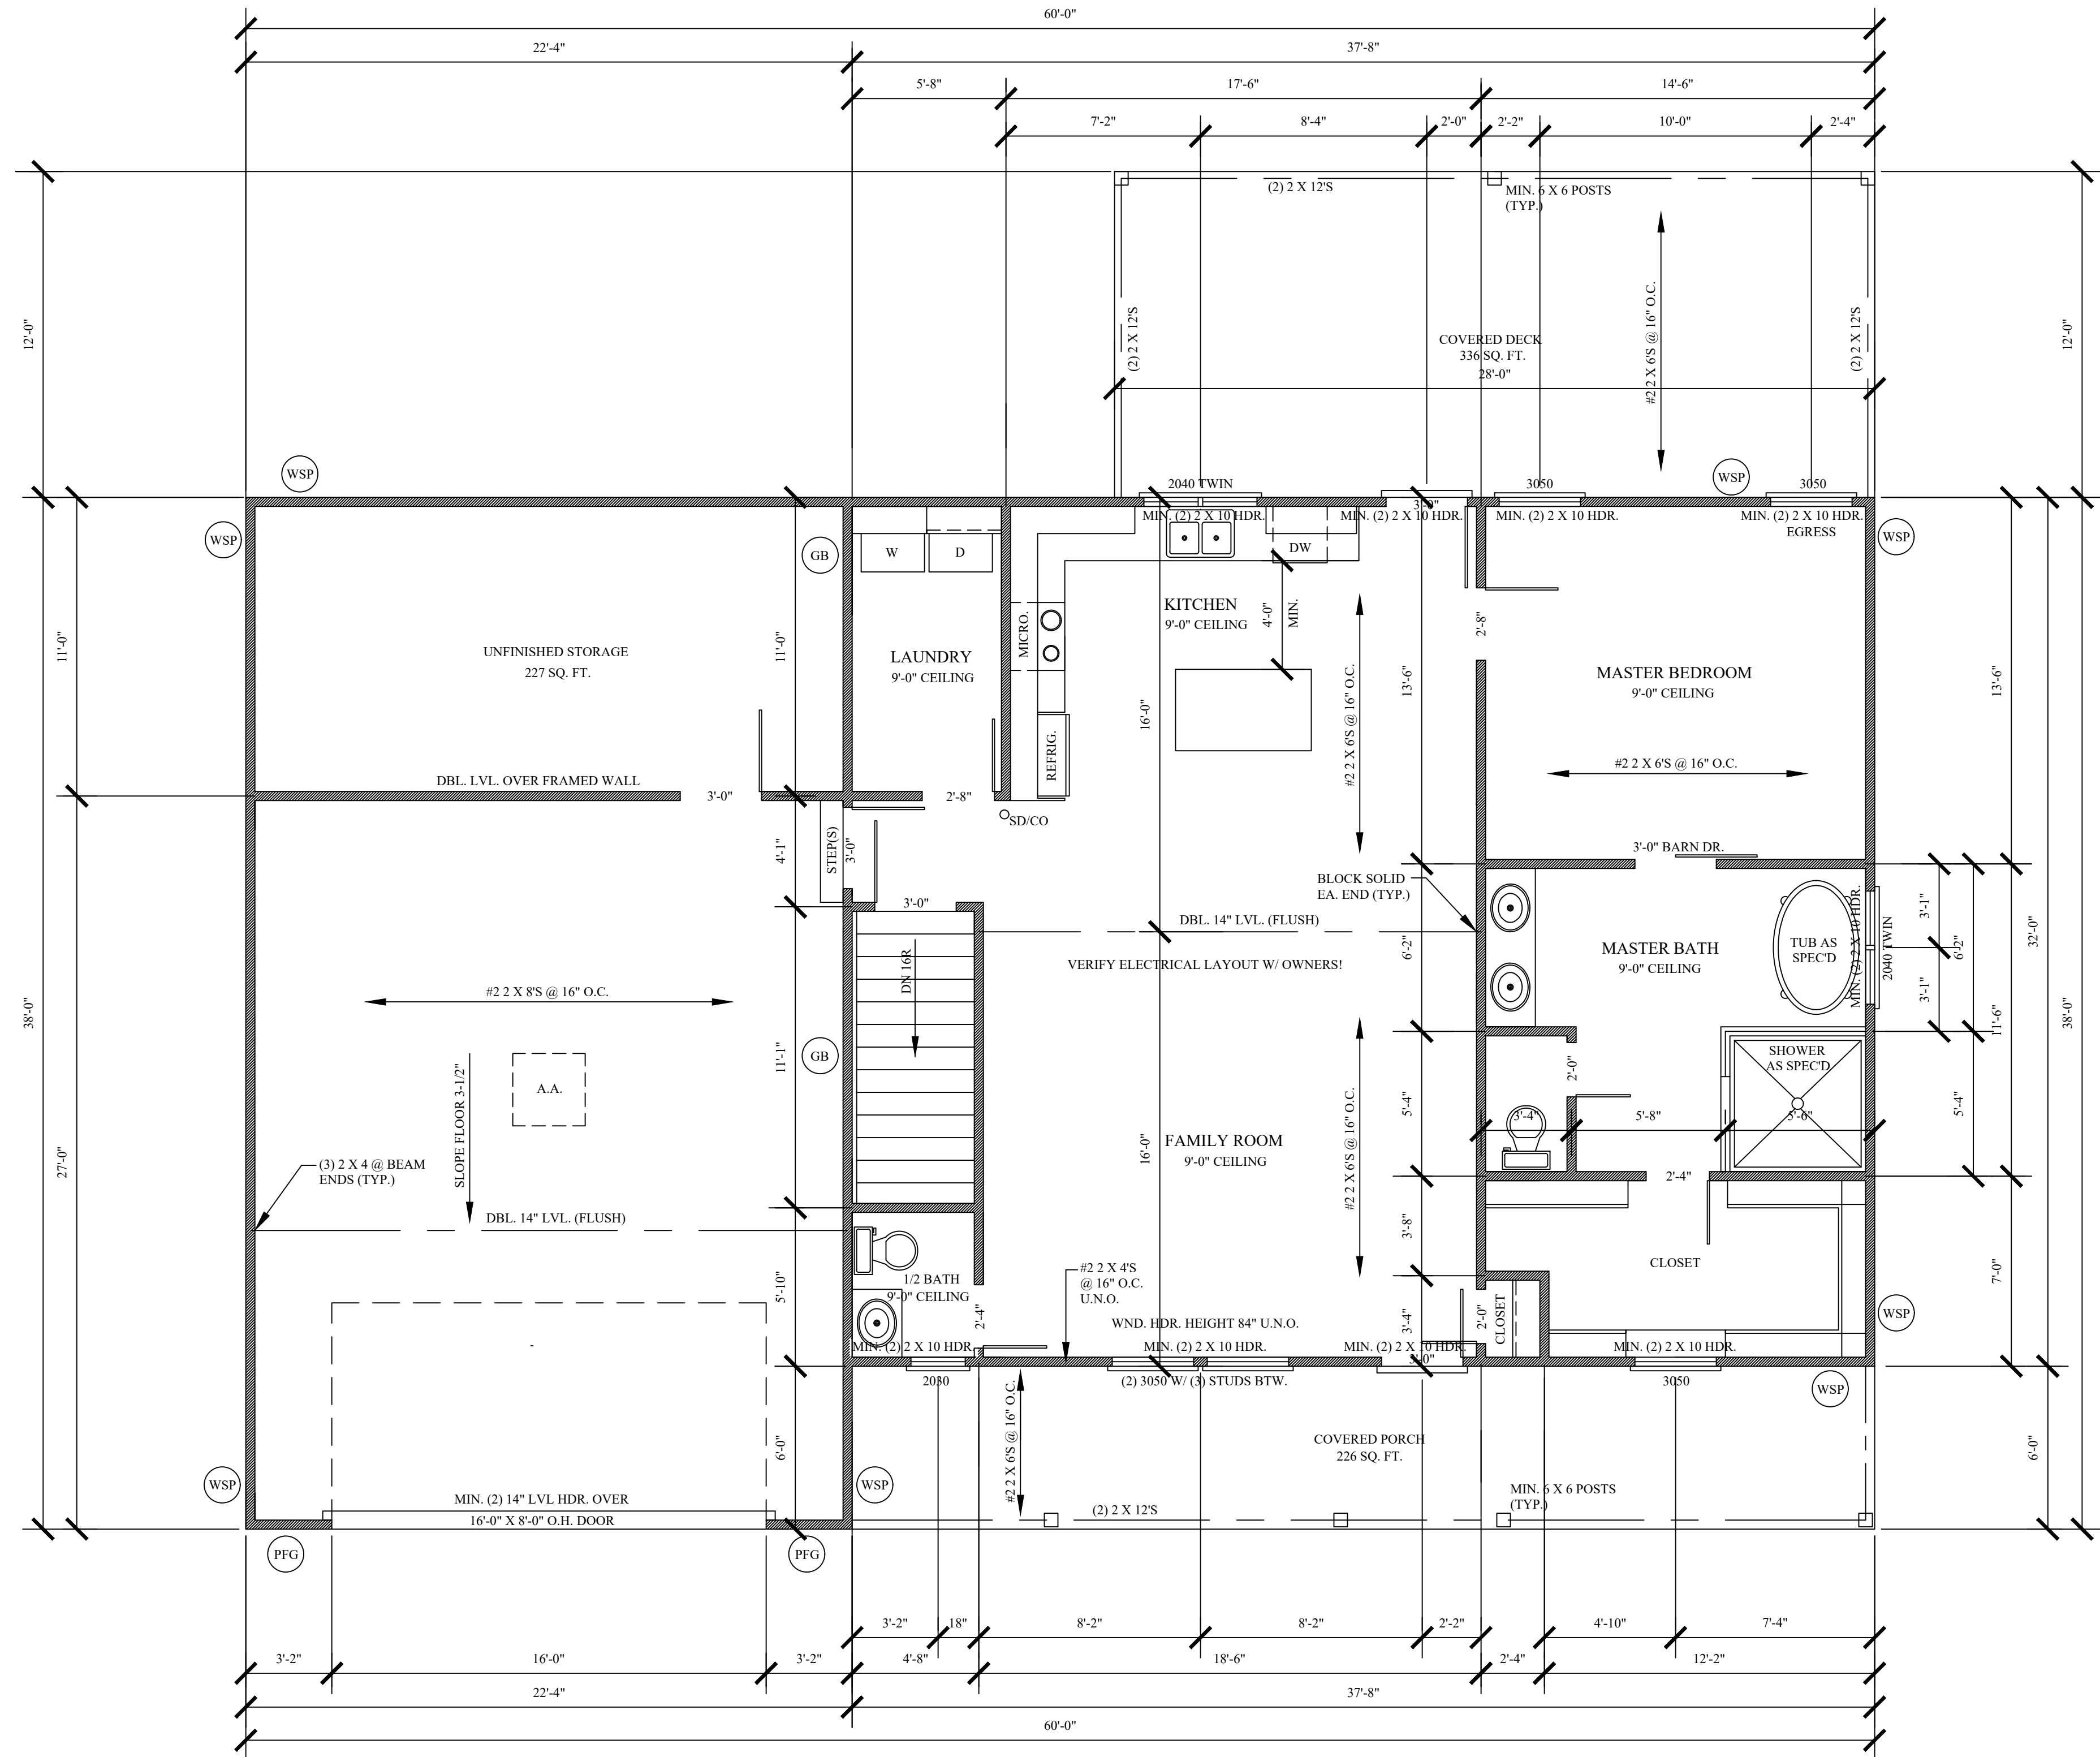 60'-0"
22'-4"
37'-8"
5'-8"
17'-6"
14'-6"
7'-2"
8'-4"
2'-0"
2'-2"
10'-0"
2'-4"
(2) 2 X 12'S
MIN. 6 X 6 POSTS
(TYP.)
12'-0"
(2) 2 X 12'S
COVERED DECK
336 SQ. FT.
28'-0"
#2 2 X 6'S @ 16" O.C.
(2) 2 X 12'S
12'-0"
WSP
WSP
2040 TWIN
3'-0"
3050
WSP
3050
MIN. (2) 2 X 10 HDR.
MIN. (2) 2 X 10 HDR.
MIN. (2) 2 X 10 HDR.
MIN. (2) 2 X 10 HDR.
EGRESS
WSP
GB
W
D
DW
11'-0"
UNFINISHED STORAGE
227 SQ. FT.
11'-0"
LAUNDRY
9'-0" CEILING
MICRO.
KITCHEN
9'-0" CEILING
4'-0"
MIN.
2'-8"
MASTER BEDROOM
9'-0" CEILING
13'-6"
13'-6"
16'-0"
#2 2 X 6'S @ 16" O.C.
REFRIG.
#2 2 X 6'S @ 16" O.C.
DBL. LVL. OVER FRAMED WALL
3'-0"
2'-8"
SD/CO
STEP(S)
3'-0"
4'-1"
3'-0" BARN DR.
BLOCK SOLID
EA. END (TYP.)
3'-0"
DBL. 14" LVL. (FLUSH)
6'-2"
VERIFY ELECTRICAL LAYOUT W/ OWNERS!
MASTER BATH
9'-0" CEILING
TUB AS
SPEC'D
MIN. (2) 2 X 10 HDR.
2040 TWIN
3'-1"
3'-1"
6'-2"
32'-0"
11'-6"
38'-0"
38'-0"
#2 2 X 8'S @ 16" O.C.
DN 16R
11'-1"
GB
A.A.
SLOPE FLOOR 3-1/2"
27'-0"
(3) 2 X 4 @ BEAM
ENDS (TYP.)
DBL. 14" LVL. (FLUSH)
FAMILY ROOM
9'-0" CEILING
16'-0"
#2 2 X 6'S @ 16" O.C.
5'-4"
2'-0"
SHOWER
AS SPEC'D
3'-4"
5'-8"
5'-6"
5'-4"
2'-4"
3'-8"
CLOSET
7'-0"
5'-10"
1/2 BATH
9'-0" CEILING
2'-4"
#2 2 X 4'S
@ 16" O.C.
U.N.O.
WND. HDR. HEIGHT 84" U.N.O.
3'-4"
2'-0"
CLOSET
WSP
-
MIN. (2) 2 X 10 HDR.
MIN. (2) 2 X 10 HDR.
MIN. (2) 2 X 10 HDR.
MIN. (2) 2 X 10 HDR.
3'-0"
2030
(2) 3050 W/ (3) STUDS BTW.
3050
WSP
6'-0"
#2 2 X 6'S @ 16" O.C.
COVERED PORCH
226 SQ. FT.
6'-0"
WSP
WSP
MIN. 6 X 6 POSTS
(TYP.)
MIN. (2) 14" LVL HDR. OVER
16'-0" X 8'-0" O.H. DOOR
(2) 2 X 12'S
PFG
PFG
3'-2"
18"
8'-2"
8'-2"
2'-2"
4'-10"
7'-4"
3'-2"
16'-0"
3'-2"
4'-8"
18'-6"
2'-4"
12'-2"
22'-4"
37'-8"
60'-0"